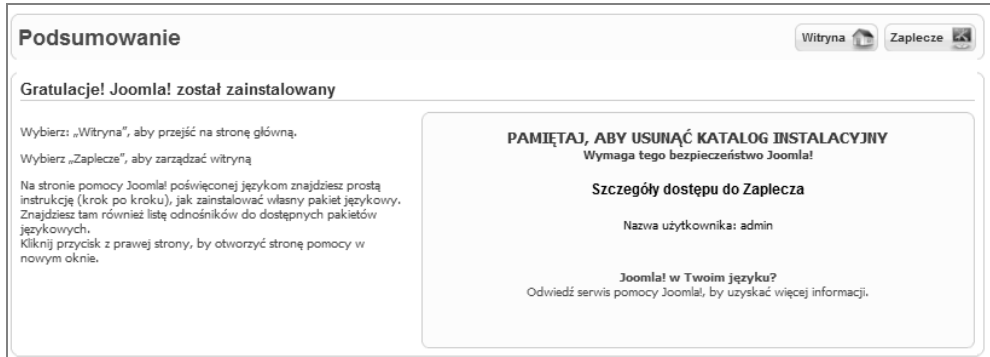 Podsumowanie
Witryna
Zaplecze
Gratulacje! Joomla! został zainstalowany
Wybierz: „Witryna”, aby przejść na stronę główną.
Wybierz „Zaplecze”, aby zarządzać witryną
Na stronie pomocy Joomla! poświęconej językom znajdziesz prostą
instrukcję (krok po kroku), jak zainstalować własny pakiet językowy.
Znajdziesz tam również listę odnośników do dostępnych pakietów
językowych.
Kliknij przycisk z prawej strony, by otworzyć stronę pomocy w
nowym oknie.
PAMIĘTAJ, ABY USUNĄĆ KATALOG INSTALACYJNY
Wymaga tego bezpieczeństwo Joomla!
Szczegóły dostępu do Zaplecza
Nazwa użytkownika: admin
Joomla! w Twoim języku?
Odwiedź serwis pomocy Joomla!, by uzyskać więcej informacji.